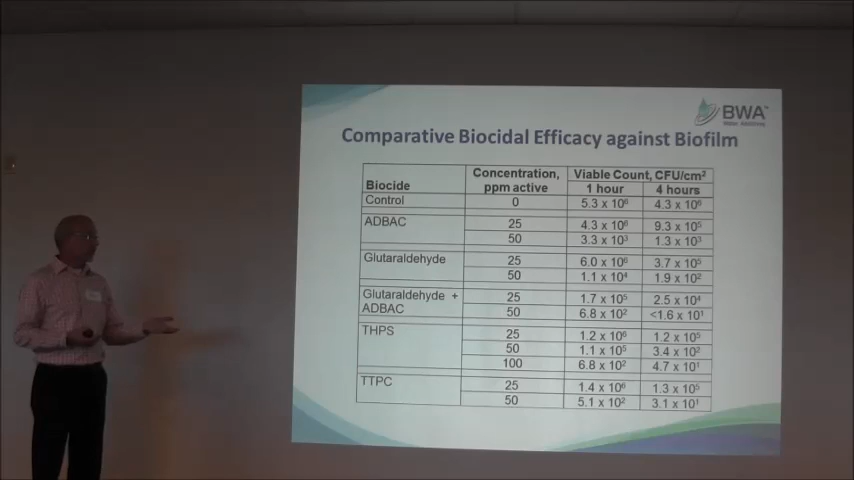 BWA™
Comparative Biocidal Efficacy against Biofilm
Biocide | Concentration, ppm active | Viable Count, CFU/cm²
1 hour | 4 hours
Control | 0 | 5.3 x 10⁶ | 4.3 x 10⁶
ADBAC | 25 | 4.3 x 10⁶ | 9.3 x 10⁵
50 | 3.3 x 10³ | 1.3 x 10³
Glutaraldehyde | 25 | 6.0 x 10⁶ | 3.7 x 10⁵
50 | 1.1 x 10⁴ | 1.9 x 10²
Glutaraldehyde + ADBAC | 25 | 1.7 x 10⁵ | 2.5 x 10⁴
50 | 6.8 x 10² | <1.6 x 10¹
THPS | 25 | 1.2 x 10⁶ | 1.2 x 10⁵
50 | 1.1 x 10⁵ | 3.4 x 10²
100 | 6.8 x 10² | 4.7 x 10¹
TTPC | 25 | 1.4 x 10⁶ | 1.3 x 10⁵
50 | 5.1 x 10² | 3.1 x 10¹